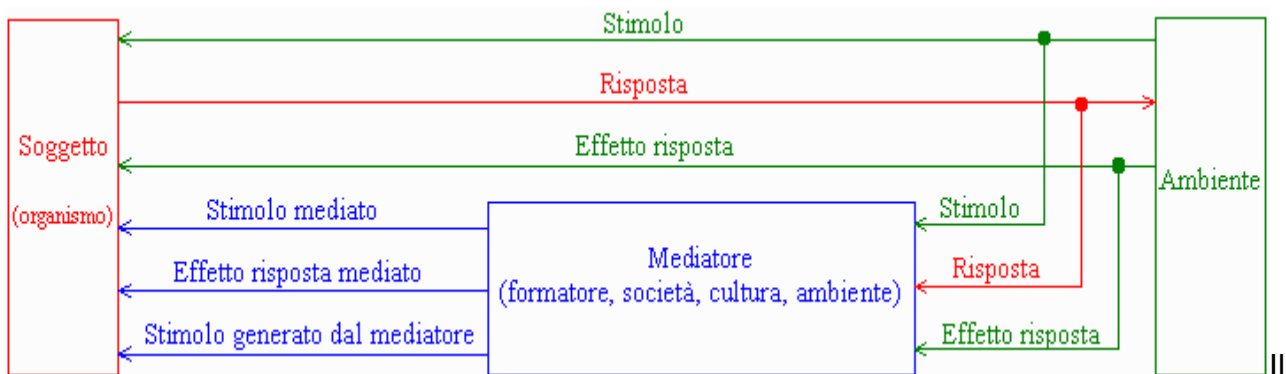 Stimolo
Risposta
Effetto risposta
Soggetto
(organismo)
Ambiente
Stimolo mediato
Effetto risposta mediato
Stimolo generato dal mediatore
Mediatore
(formatore, società, cultura, ambiente)
Stimolo
Risposta
Effetto risposta